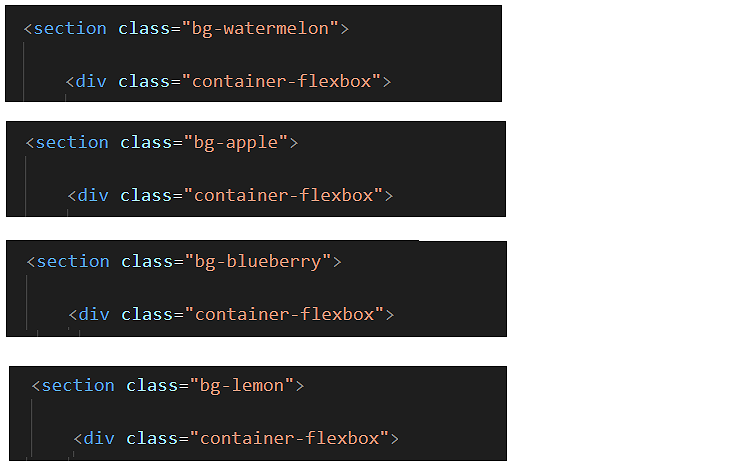 <section class="bg-watermelon">
<div class="container-flexbox">
<section class="bg-apple">
<div class="container-flexbox">
<section class="bg-blueberry">
<div class="container-flexbox">
<section class="bg-lemon">
<div class="container-flexbox">